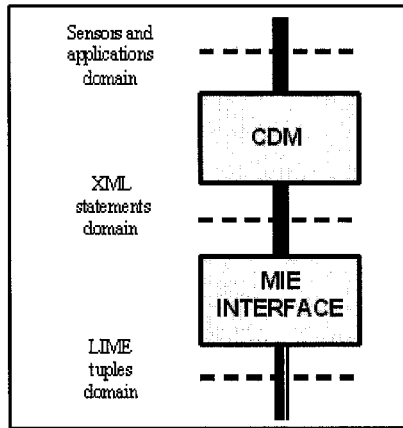 Sensors and
applications
domain
CDM
XML
statements
domain
MIE
INTERFACE
LIME
tuples
domain